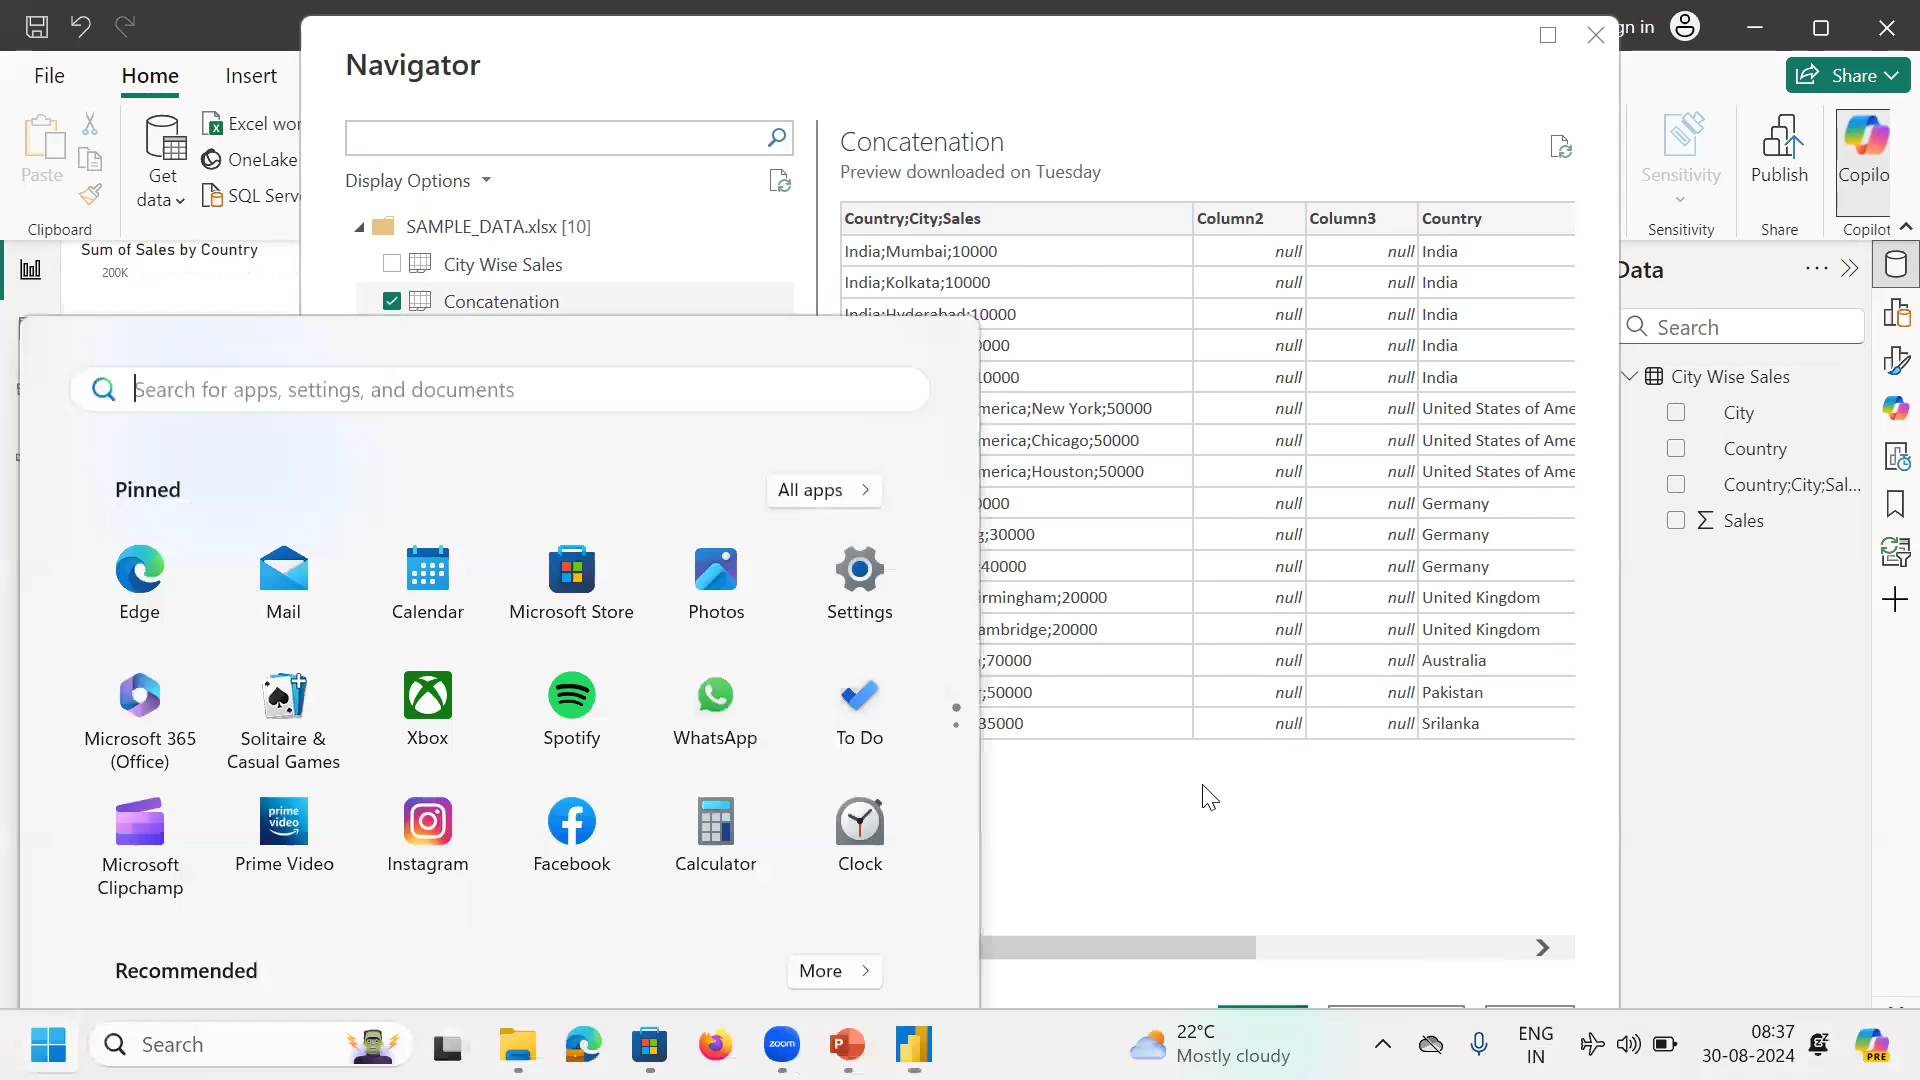 gn in
File
Home
Insert
Share
Paste
Clipboard
Get
data
Excel wor
OneLake
SQL Serv
Sensitivity
Sensitivity
Publish
Share
Copilo
Copilot
Sum of Sales by Country
200K
Navigator
Display Options
SAMPLE_DATA.xlsx [10]
City Wise Sales
Concatenation
Concatenation
Preview downloaded on Tuesday
Country;City;Sales Column2 Column3 Country
India;Mumbai;10000 null null India
India;Kolkata;10000 null null India
India;Hyderabad;10000 null null India
0000 null null India
10000 null null India
merica;New York;50000 null null United States of Ame
merica;Chicago;50000 null null United States of Ame
merica;Houston;50000 null null United States of Ame
0000 null null Germany
g;30000 null null Germany
40000 null null Germany
irmingham;20000 null null United Kingdom
ambridge;20000 null null United Kingdom
;70000 null null Australia
;50000 null null Pakistan
35000 null null Srilanka
Data
Search
City Wise Sales
City
Country
Country;City;Sal...
Sales
Search for apps, settings, and documents
Pinned
All apps
Edge
Mail
Calendar
Microsoft Store
Photos
Settings
Microsoft 365
(Office)
Solitaire &
Casual Games
Xbox
Spotify
WhatsApp
To Do
prime
video
Microsoft
Clipchamp
Prime Video
Instagram
Facebook
Calculator
Clock
Recommended
More
Search
zoom
P
22°C
Mostly cloudy
ENG
IN
08:37
30-08-2024
PRE